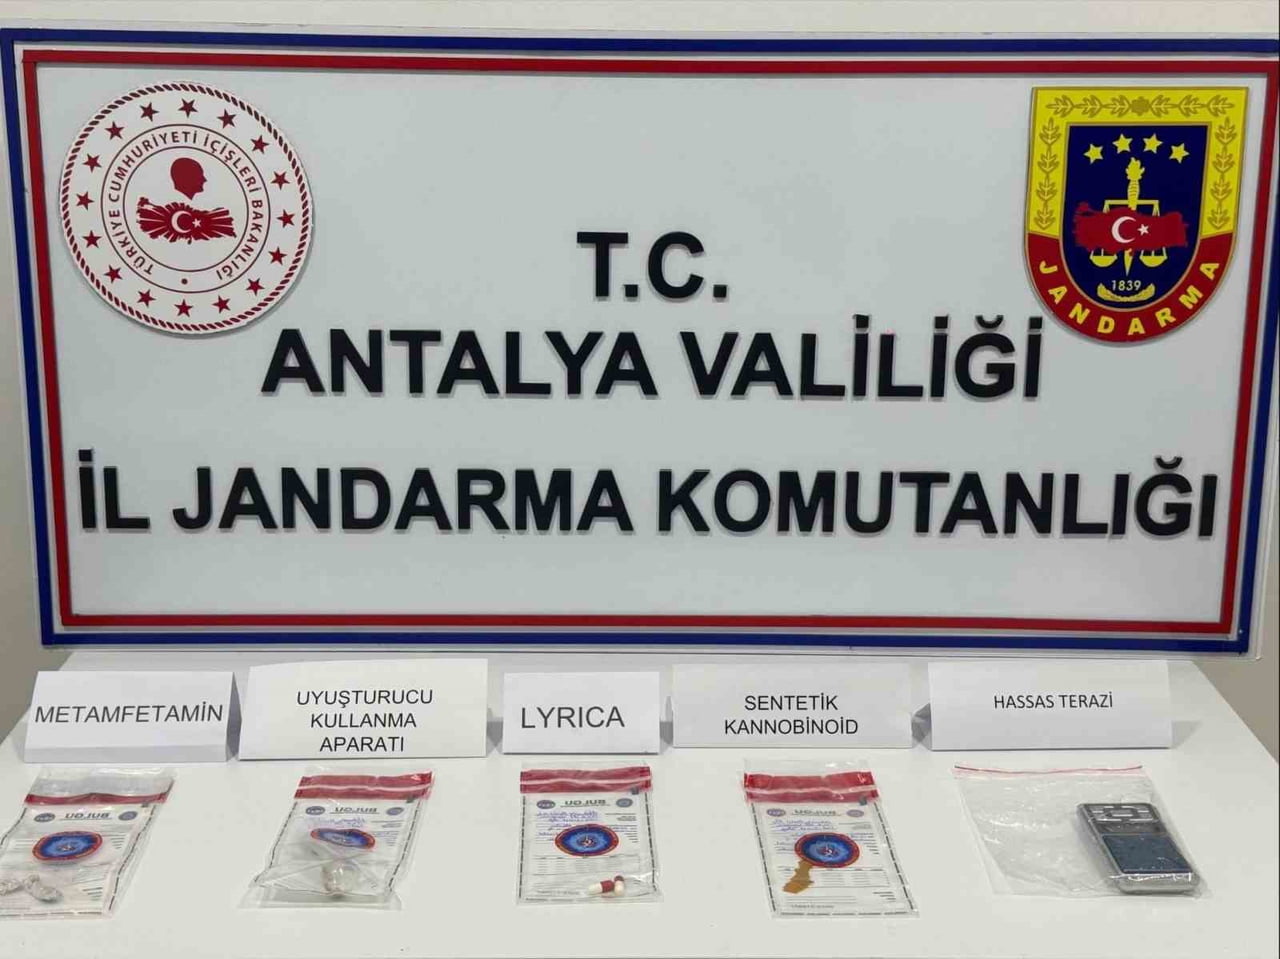 TÜRKİYE CUMHURİYETİ İÇİŞLERİ BAKANLIĞI
1839
JANDARMA
T.C.
ANTALYA VALİLİĞİ
İL JANDARMA KOMUTANLIĞI
METAMFETAMİN
UYUŞTURUCU
KULLANMA
APARATI
LYRICA
SENTETİK
KANNOBİNOİD
HASSAS TERAZİ